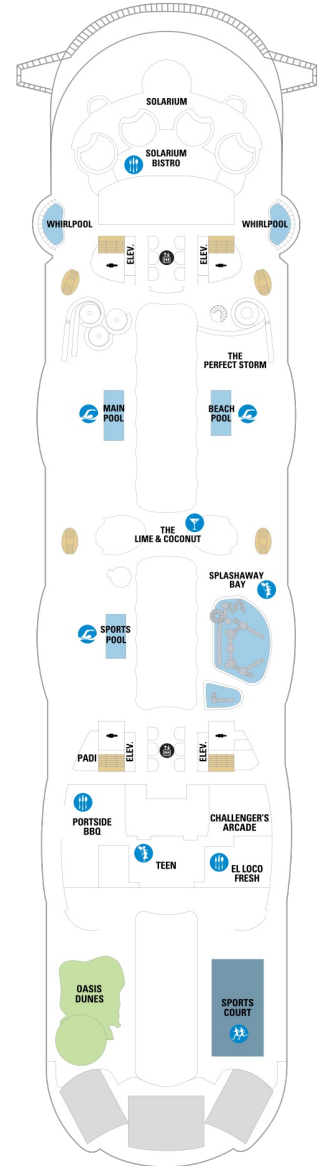 SOLARIUM
SOLARIUM
BISTRO
WHIRLPOOL
WHIRLPOOL
ELEV.
ELEV.
THE
PERFECT STORM
MAIN
POOL
BEACH
POOL
THE
LIME & COCONUT
SPLASHAWAY
BAY
SPORTS
POOL
PADI
ELEV.
ELEV.
PORTSIDE
BBQ
CHALLENGER'S
ARCADE
TEEN
EL LOCO
FRESH
OASIS
DUNES
SPORTS
COURT